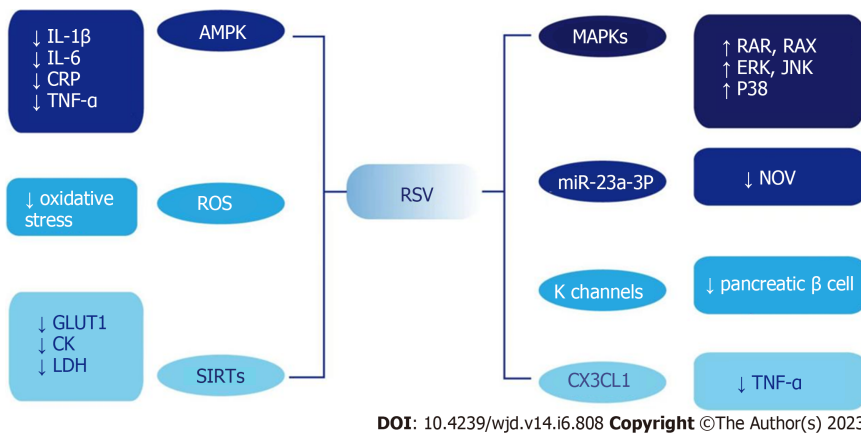 ↓ IL-1β
↓ IL-6
↓ CRP
↓ TNF-α
AMPK
↓ oxidative
stress
ROS
↓ GLUT1
↓ CK
↓ LDH
SIRTs
RSV
MAPKs
↑ RAR, RAX
↑ ERK, JNK
↑ P38
miR-23a-3P
↓ NOV
K channels
↓ pancreatic β cell
CX3CL1
↓ TNF-α
DOI: 10.4239/wjd.v14.i6.808 Copyright ©The Author(s) 2023